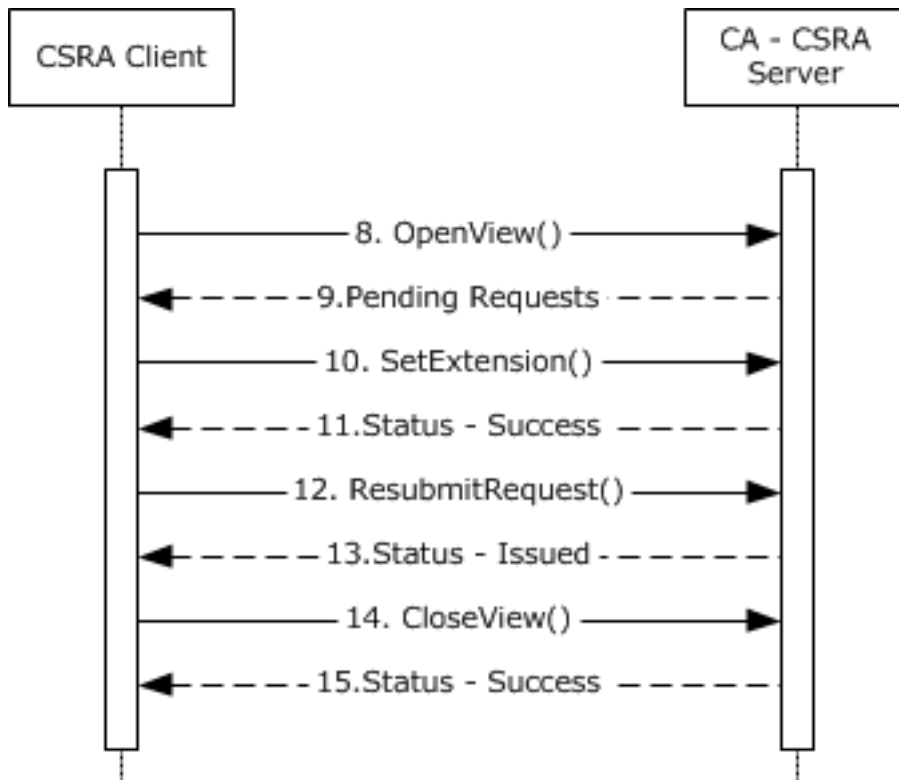 CSRA Client
CA - CSRA
Server
8. OpenView()
9.Pending Requests
10. SetExtension()
11.Status - Success
12. ResubmitRequest()
13.Status - Issued
14. CloseView()
15.Status - Success